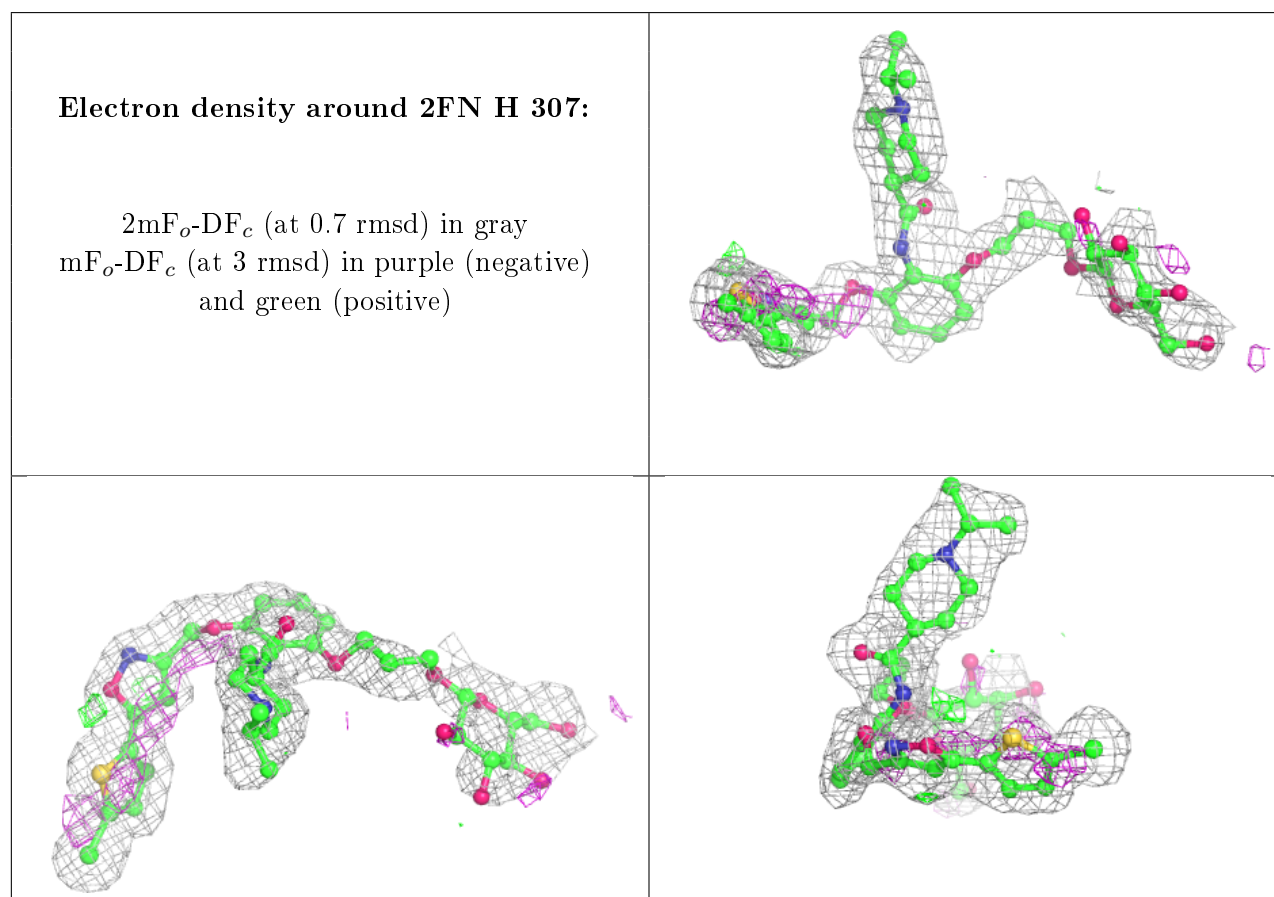 Electron density around 2FN H 307:
2mFo-DFc (at 0.7 rmsd) in gray
mFo-DFc (at 3 rmsd) in purple (negative)
and green (positive)